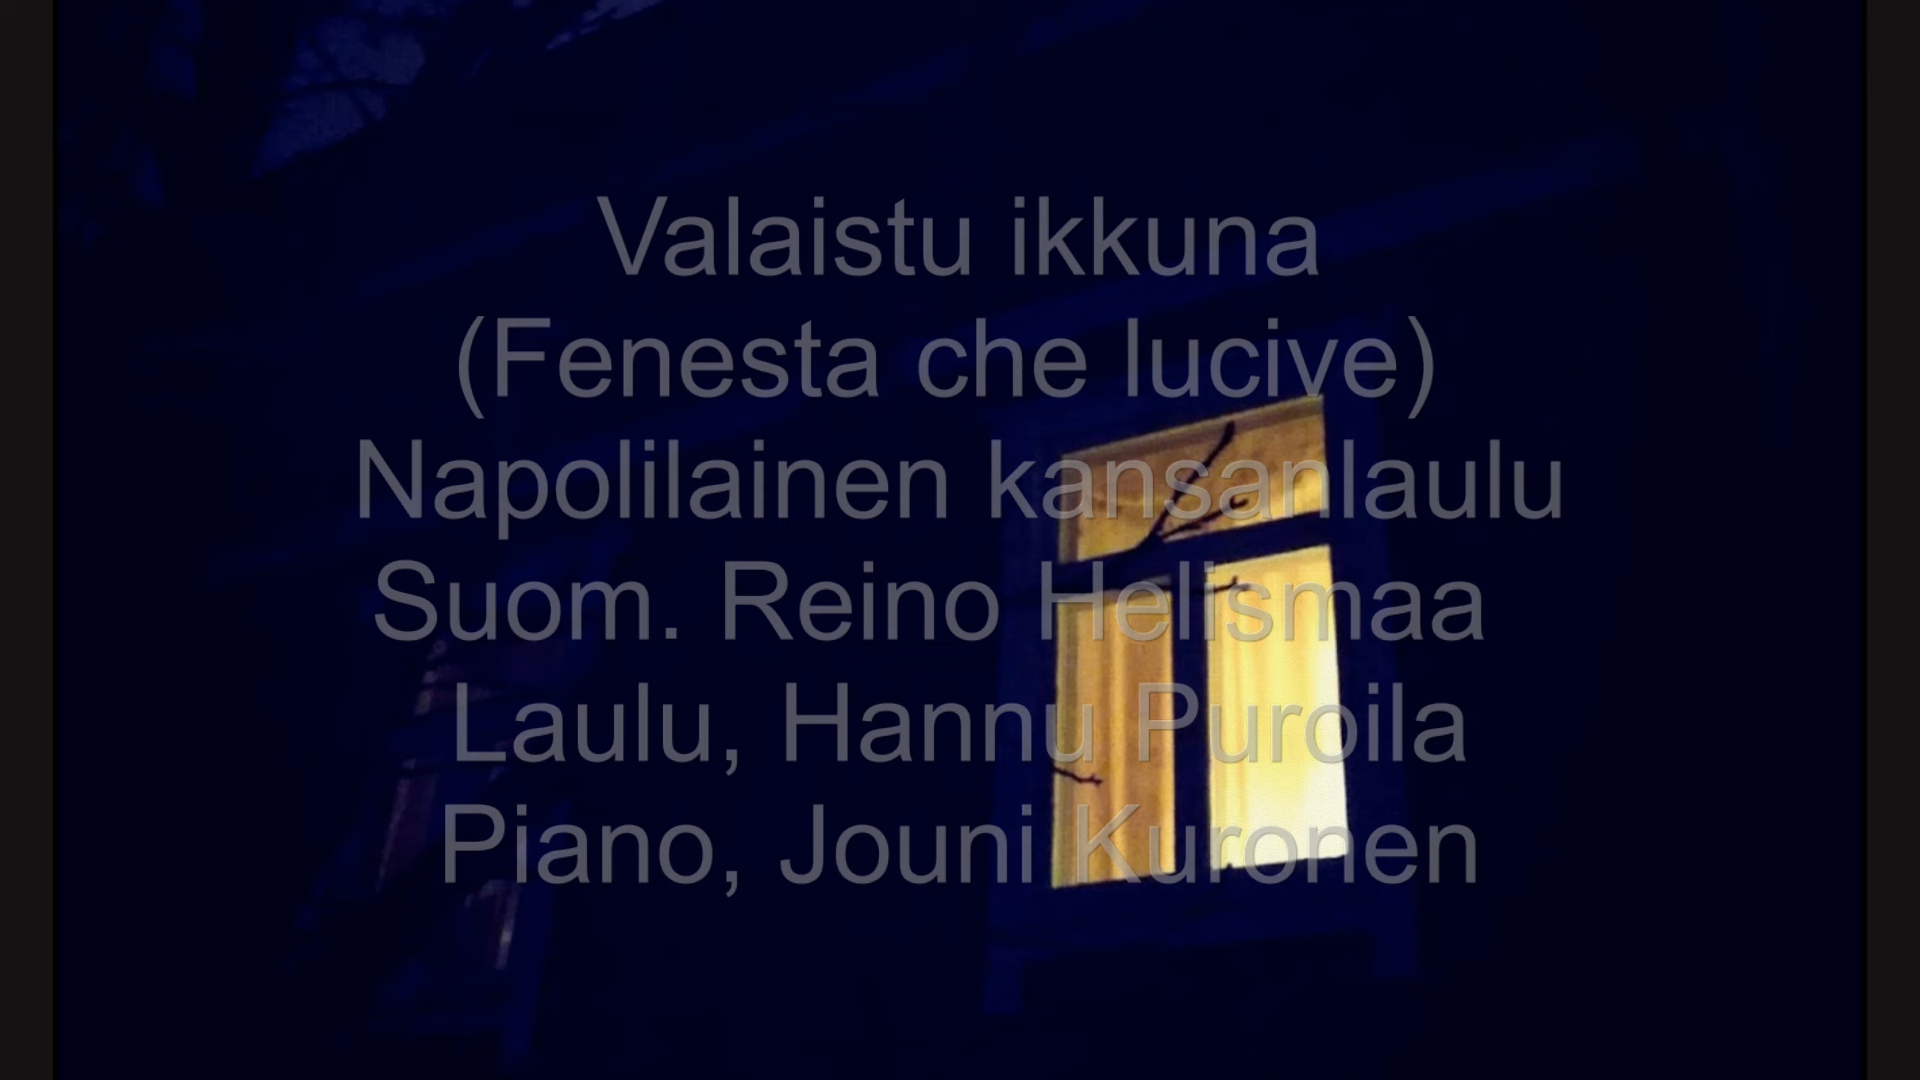 Valaistu ikkuna
(Fenesta che lucive)
Napolilainen kansanlaulu
Suom. Reino Helismaa
Laulu, Hannu Puroila
Piano, Jouni Kuronen